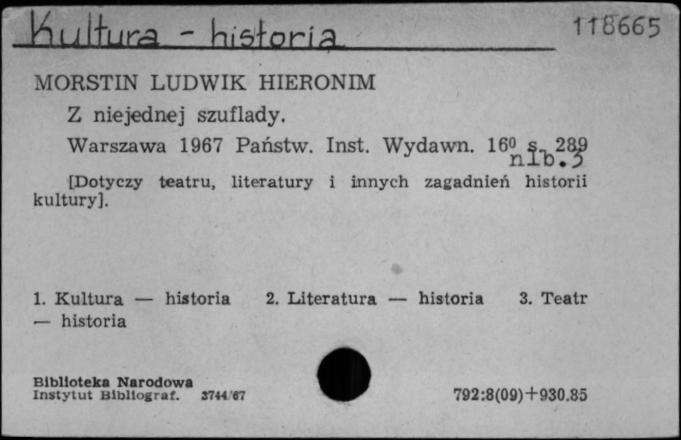 Kultura - historia 118665
MORSTIN LUDWIK HIERONIM
Z niejednej szuflady.
Warszawa 1967 Państw. Inst. Wydawn. 16⁰ s. 289
nlb. 3
[Dotyczy teatru, literatury i innych zagadnień historii
kultury].
1. Kultura — historia 2. Literatura — historia 3. Teatr
— historia
Biblioteka Narodowa
Instytut Bibliograf. 3744/67 792:8(09)+930.85